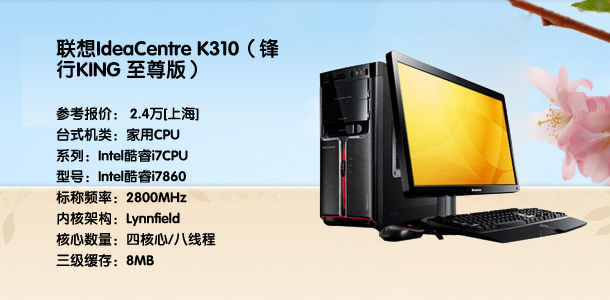 联想IdeaCentre K310（锋
行KING 至尊版）
参考报价： 2.4万[上海]
台式机类：家用CPU
系列：Intel酷睿i7CPU
型号：Intel酷睿i7860
标称频率：2800MHz
内核架构：Lynnfield
核心数量：四核心/八线程
三级缓存：8MB